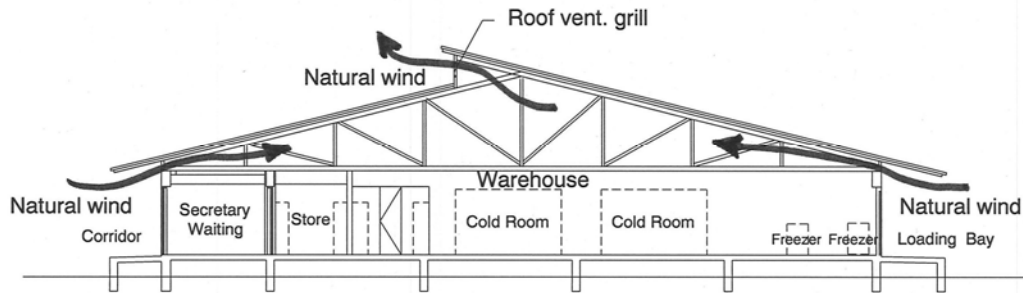 Roof vent. grill
Natural wind
Warehouse
Natural wind
Secretary
Waiting
Store
Cold Room
Cold Room
Natural wind
Corridor
Freezer
Freezer
Loading Bay